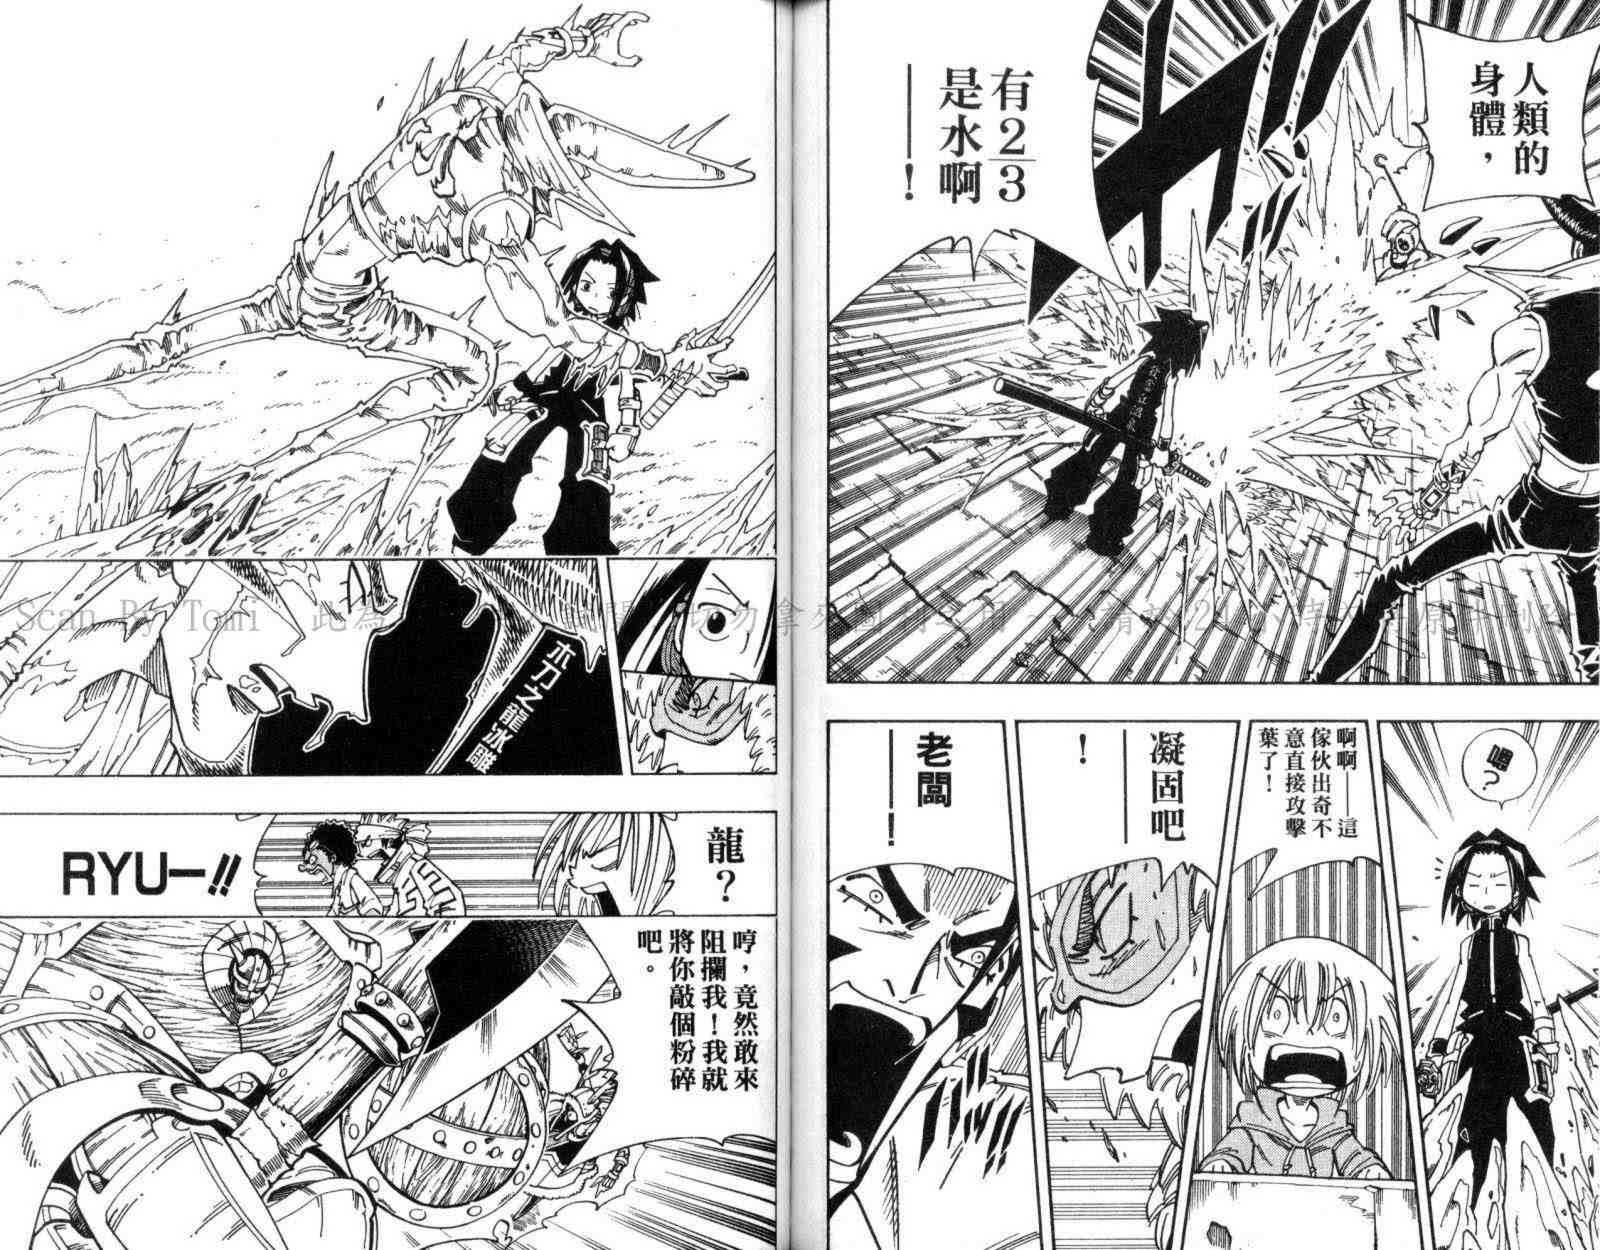 人類的
身體，
有2/3
是水啊
——！
嗯？
啊啊——這
傢伙出奇不
意直接攻擊
葉了！
凝固吧
——
！
老闆
——！
木刀之龍冰雕
龍？
RYU—!!
哼，竟然敢來
阻攔我！我就
將你敲個粉碎
吧。
Scan By Tomi